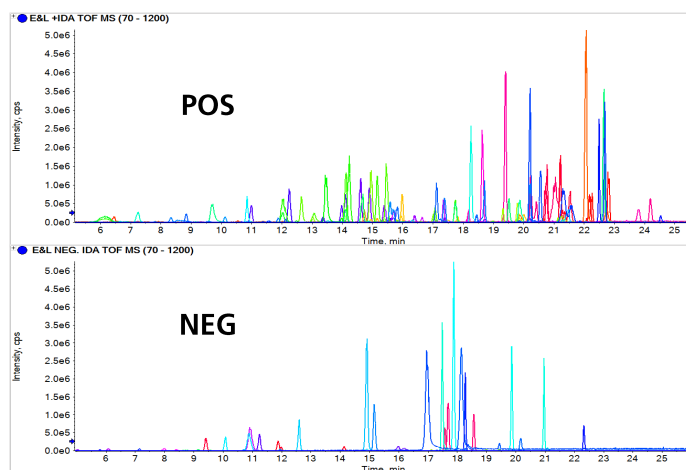 E&L +IDA TOF MS (70 - 1200)
5.0e6
4.5e6
4.0e6
3.5e6
3.0e6
2.5e6
2.0e6
1.5e6
1.0e6
5.0e5
0.0e0
Intensity, cps
POS
6 7 8 9 10 11 12 13 14 15 16 17 18 19 20 21 22 23 24 25
Time, min
E&L NEG. IDA TOF MS (70 - 1200)
5.0e6
4.5e6
4.0e6
3.5e6
3.0e6
2.5e6
2.0e6
1.5e6
1.0e6
5.0e5
0.0e0
Intensity, cps
NEG
6 7 8 9 10 11 12 13 14 15 16 17 18 19 20 21 22 23 24 25
Time, min